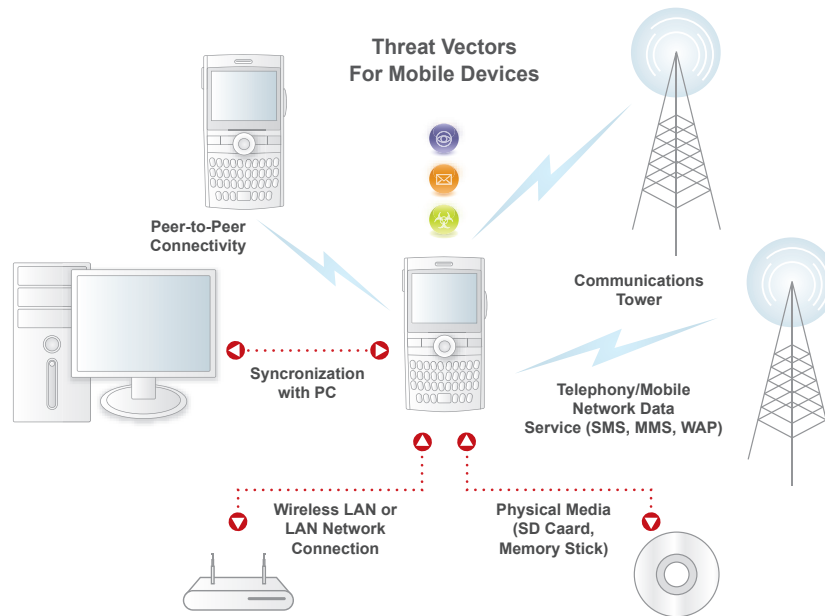 Threat Vectors
For Mobile Devices
Peer-to-Peer
Connectivity
Communications
Tower
Syncronization
with PC
Telephony/Mobile
Network Data
Service (SMS, MMS, WAP)
Wireless LAN or
LAN Network
Connection
Physical Media
(SD Caard,
Memory Stick)